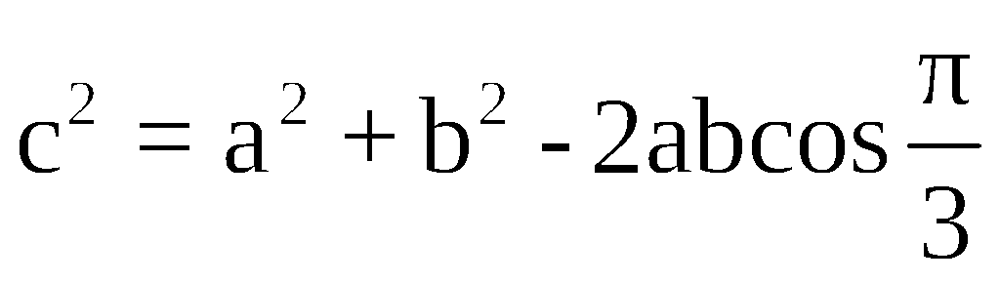 c² = a² + b² - 2abcos π/3